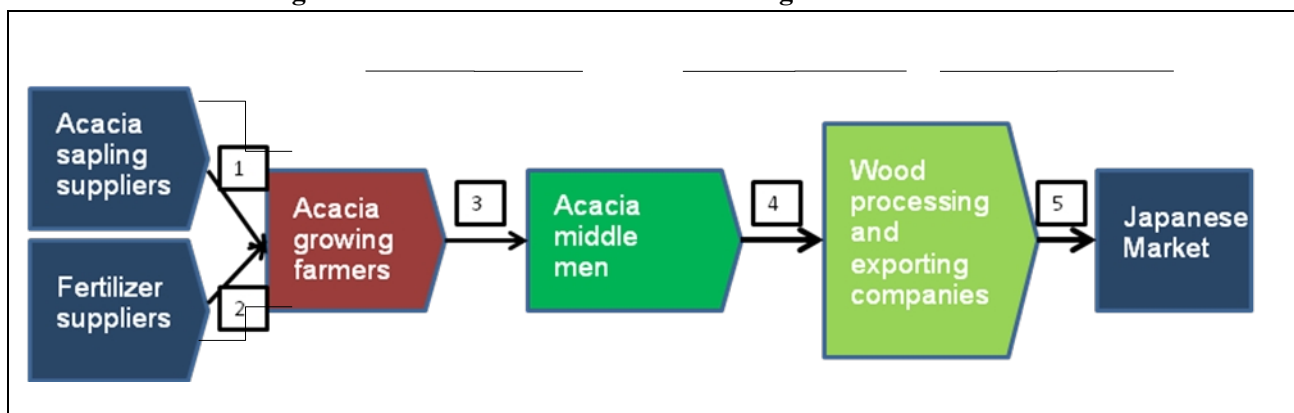 Acacia
sapling
suppliers
1
Fertilizer
suppliers
2
Acacia
growing
farmers
3
Acacia
middle
men
4
Wood
processing
and
exporting
companies
5
Japanese
Market